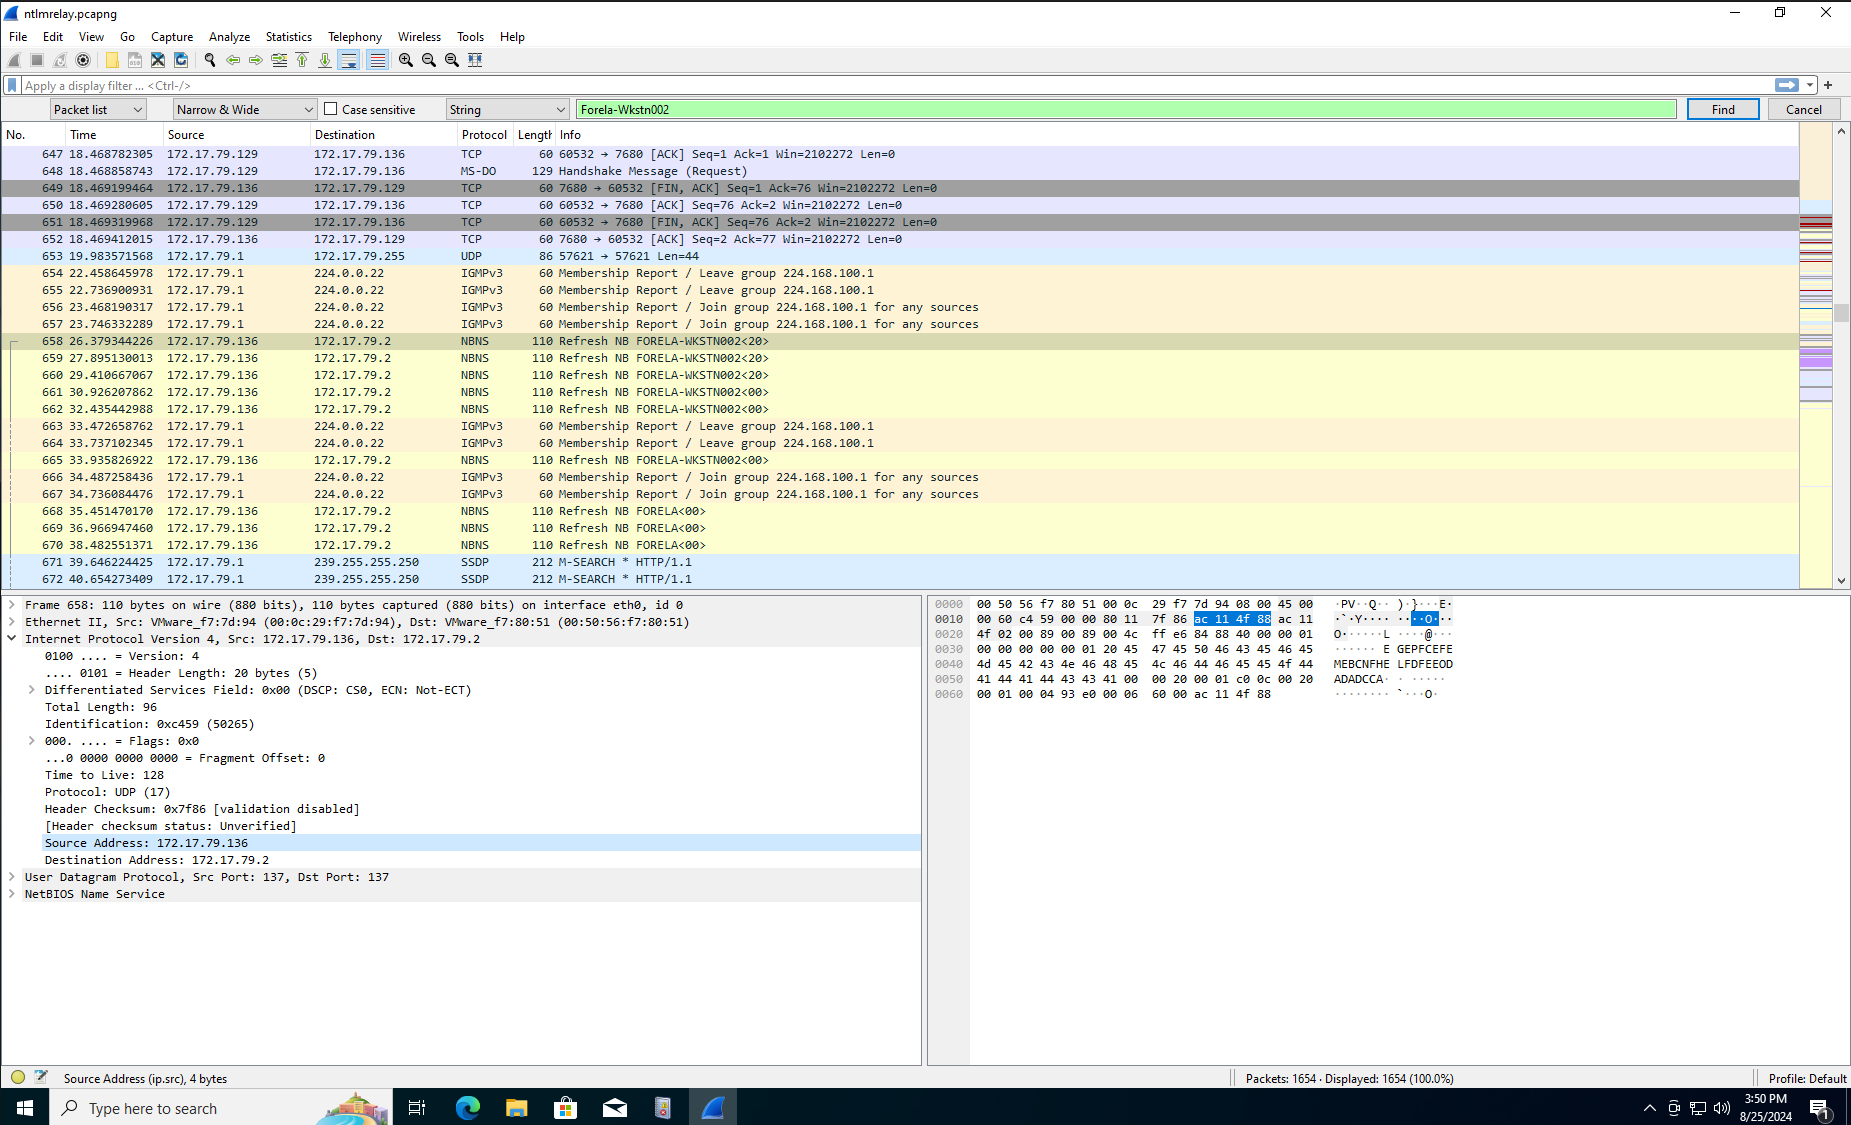 ntlmrelay.pcapng
File Edit View Go Capture Analyze Statistics Telephony Wireless Tools Help
Apply a display filter ... <Ctrl-/>
Packet list Narrow & Wide Case sensitive String Forela-Wkstn002 Find Cancel
No. Time Source Destination Protocol Length Info
647 18.468782305 172.17.79.129 172.17.79.136 TCP 60 60532 → 7680 [ACK] Seq=1 Ack=1 Win=2102272 Len=0
648 18.468858743 172.17.79.129 172.17.79.136 MS-DO 129 Handshake Message (Request)
649 18.469199464 172.17.79.136 172.17.79.129 TCP 60 7680 → 60532 [FIN, ACK] Seq=1 Ack=76 Win=2102272 Len=0
650 18.469280605 172.17.79.129 172.17.79.136 TCP 60 60532 → 7680 [ACK] Seq=76 Ack=2 Win=2102272 Len=0
651 18.469319968 172.17.79.129 172.17.79.136 TCP 60 60532 → 7680 [FIN, ACK] Seq=76 Ack=2 Win=2102272 Len=0
652 18.469412015 172.17.79.136 172.17.79.129 TCP 60 7680 → 60532 [ACK] Seq=2 Ack=77 Win=2102272 Len=0
653 19.983571568 172.17.79.1 172.17.79.255 UDP 86 57621 → 57621 Len=44
654 22.458645978 172.17.79.1 224.0.0.22 IGMPv3 60 Membership Report / Leave group 224.168.100.1
655 22.736900931 172.17.79.1 224.0.0.22 IGMPv3 60 Membership Report / Leave group 224.168.100.1
656 23.468190317 172.17.79.1 224.0.0.22 IGMPv3 60 Membership Report / Join group 224.168.100.1 for any sources
657 23.746332289 172.17.79.1 224.0.0.22 IGMPv3 60 Membership Report / Join group 224.168.100.1 for any sources
658 26.379344226 172.17.79.136 172.17.79.2 NBNS 110 Refresh NB FORELA-WKSTN002<20>
659 27.895130013 172.17.79.136 172.17.79.2 NBNS 110 Refresh NB FORELA-WKSTN002<20>
660 29.410667067 172.17.79.136 172.17.79.2 NBNS 110 Refresh NB FORELA-WKSTN002<20>
661 30.926207862 172.17.79.136 172.17.79.2 NBNS 110 Refresh NB FORELA-WKSTN002<00>
662 32.435442988 172.17.79.136 172.17.79.2 NBNS 110 Refresh NB FORELA-WKSTN002<00>
663 33.472658762 172.17.79.1 224.0.0.22 IGMPv3 60 Membership Report / Leave group 224.168.100.1
664 33.737102345 172.17.79.1 224.0.0.22 IGMPv3 60 Membership Report / Leave group 224.168.100.1
665 33.935826922 172.17.79.136 172.17.79.2 NBNS 110 Refresh NB FORELA-WKSTN002<00>
666 34.487258436 172.17.79.1 224.0.0.22 IGMPv3 60 Membership Report / Join group 224.168.100.1 for any sources
667 34.736084476 172.17.79.1 224.0.0.22 IGMPv3 60 Membership Report / Join group 224.168.100.1 for any sources
668 35.451470170 172.17.79.136 172.17.79.2 NBNS 110 Refresh NB FORELA<00>
669 36.966947460 172.17.79.136 172.17.79.2 NBNS 110 Refresh NB FORELA<00>
670 38.482551371 172.17.79.136 172.17.79.2 NBNS 110 Refresh NB FORELA<00>
671 39.646224425 172.17.79.1 239.255.255.250 SSDP 212 M-SEARCH * HTTP/1.1
672 40.654273409 172.17.79.1 239.255.255.250 SSDP 212 M-SEARCH * HTTP/1.1
Frame 658: 110 bytes on wire (880 bits), 110 bytes captured (880 bits) on interface eth0, id 0
Ethernet II, Src: VMware_f7:7d:94 (00:0c:29:f7:7d:94), Dst: VMware_f7:80:51 (00:50:56:f7:80:51)
Internet Protocol Version 4, Src: 172.17.79.136, Dst: 172.17.79.2
0100 .... = Version: 4
.... 0101 = Header Length: 20 bytes (5)
Differentiated Services Field: 0x00 (DSCP: CS0, ECN: Not-ECT)
Total Length: 96
Identification: 0xc459 (50265)
000. .... = Flags: 0x0
...0 0000 0000 0000 = Fragment Offset: 0
Time to Live: 128
Protocol: UDP (17)
Header Checksum: 0x7f86 [validation disabled]
[Header checksum status: Unverified]
Source Address: 172.17.79.136
Destination Address: 172.17.79.2
User Datagram Protocol, Src Port: 137, Dst Port: 137
NetBIOS Name Service
0000 00 50 56 f7 80 51 00 0c 29 f7 7d 94 08 00 45 00 ·PV··Q·· )·}···E·
0010 00 60 c4 59 00 00 80 11 7f 86 ac 11 4f 88 ac 11 ·`·Y···· ····O···
0020 4f 02 00 89 00 89 00 4c ff e6 84 88 40 00 00 01 O······L ····@···
0030 00 00 00 00 00 01 20 45 47 45 50 46 43 45 46 45 ······ E GEPFCEFE
0040 4d 45 42 43 4e 46 48 45 4c 46 44 46 45 45 4f 44 MEBCNFHE LFDFEEOD
0050 41 44 41 44 43 43 41 00 00 20 00 01 c0 0c 00 20 ADADCCA· · ·····
0060 00 01 00 04 93 e0 00 06 60 00 ac 11 4f 88 ········ `···O·
Source Address (ip.src), 4 bytes
Packets: 1654 · Displayed: 1654 (100.0%)
Profile: Default
Type here to search
3:50 PM
8/25/2024
1